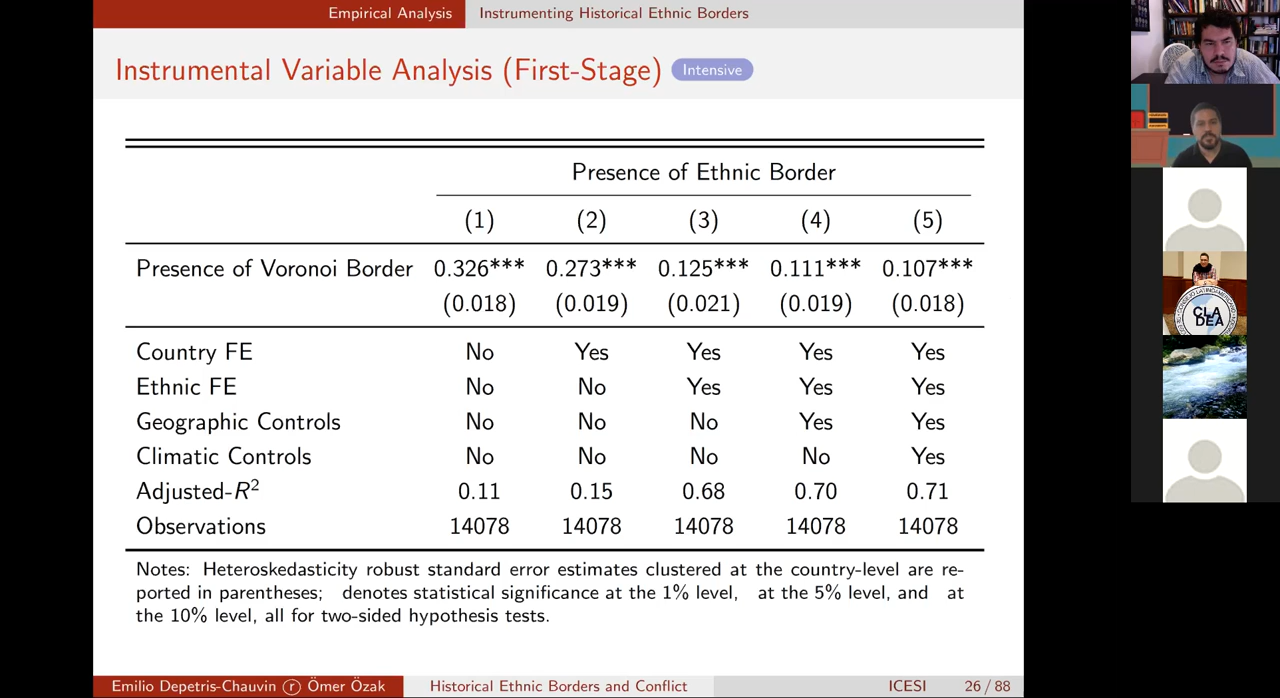 Empirical Analysis Instrumenting Historical Ethnic Borders
Instrumental Variable Analysis (First-Stage) Intensive
Presence of Ethnic Border
(1) (2) (3) (4) (5)
Presence of Voronoi Border 0.326*** 0.273*** 0.125*** 0.111*** 0.107***
(0.018) (0.019) (0.021) (0.019) (0.018)
Country FE No Yes Yes Yes Yes
Ethnic FE No No Yes Yes Yes
Geographic Controls No No No Yes Yes
Climatic Controls No No No No Yes
Adjusted-R² 0.11 0.15 0.68 0.70 0.71
Observations 14078 14078 14078 14078 14078
Notes: Heteroskedasticity robust standard error estimates clustered at the country-level are re-
ported in parentheses; denotes statistical significance at the 1% level, at the 5% level, and at
the 10% level, all for two-sided hypothesis tests.
Emilio Depetris-Chauvin ⓡ Ömer Özak Historical Ethnic Borders and Conflict ICESI 26 / 88
CLA
DEA